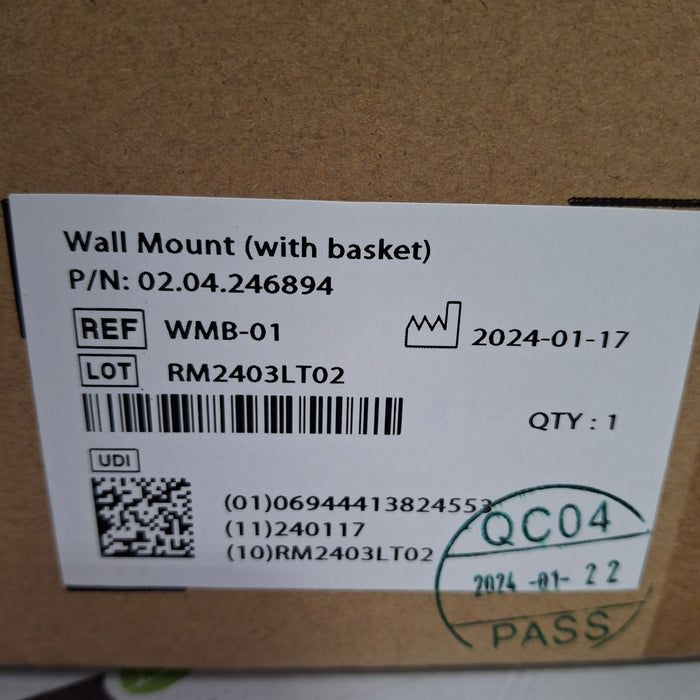 Wall Mount (with basket)
P/N: 02.04.246894
REF WMB-01
2024-01-17
LOT RM2403LT02
QTY : 1
UDI
(01)06944413824553
(11)240117
(10)RM2403LT02
QC04
2024 -01- 22
PASS